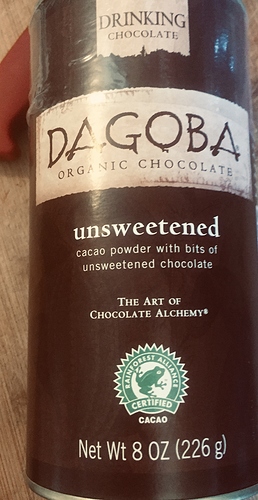 DRINKING
CHOCOLATE
DAGOBA
ORGANIC CHOCOLATE
unsweetened
cacao powder with bits of
unsweetened chocolate
THE ART OF
CHOCOLATE ALCHEMY®
RAINFOREST ALLIANCE
CERTIFIED
CACAO
Net Wt 8 OZ (226 g)